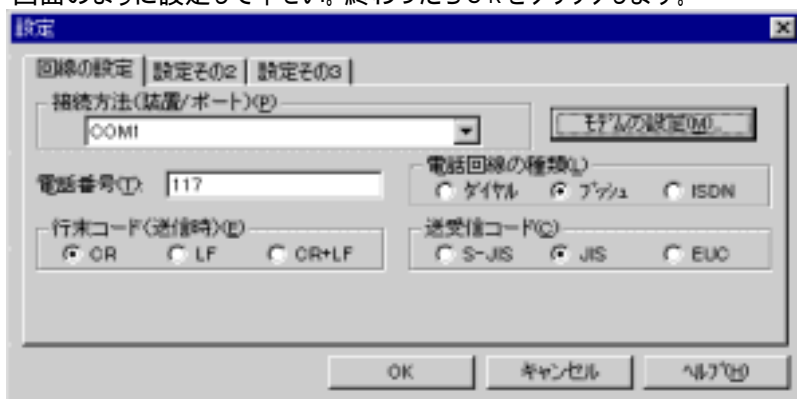 画面のように設定して下さい。終わったらOKをクリックします。
設定
回線の設定 設定その2 設定その3
接続方法(装置/ポート)(P)
COM1
モデムの設定(M)...
電話番号(T): 117
電話回線の種類(L)
ダイヤル プッシュ ISDN
行末コード(送信時)(E)
CR LF CR+LF
送受信コード(C)
S-JIS JIS EUC
OK キャンセル ヘルプ(H)